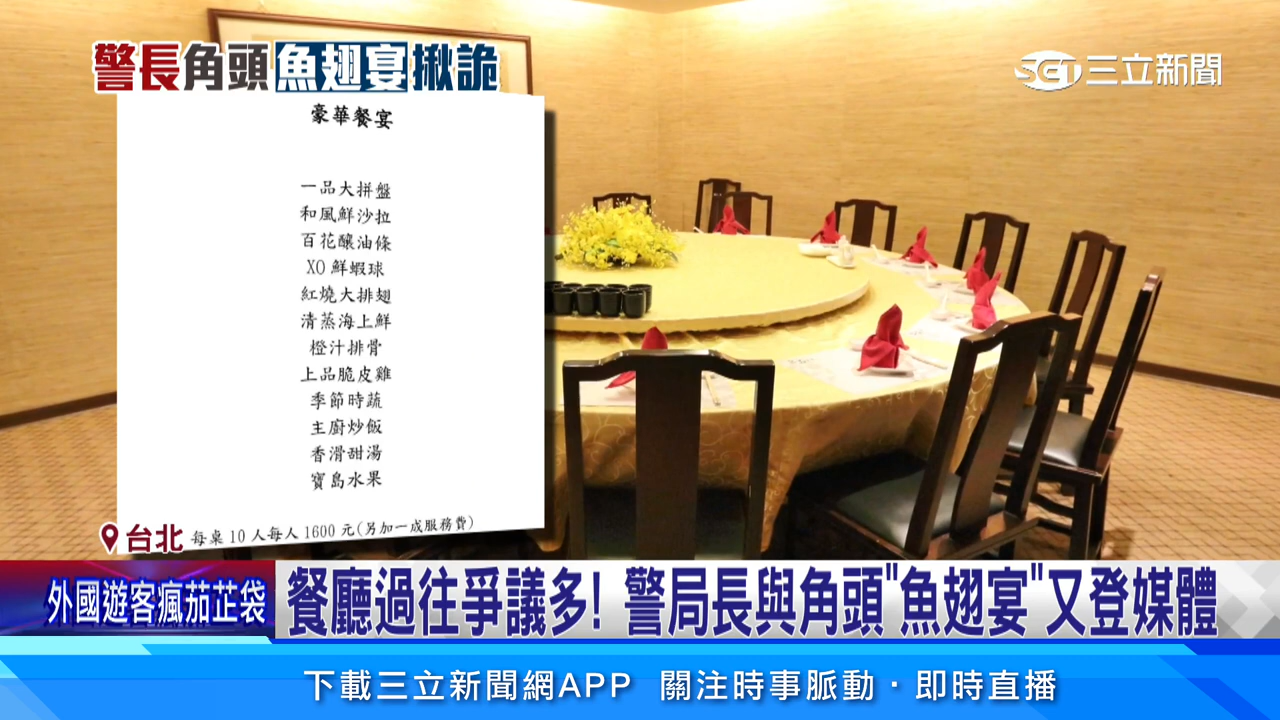 警長角頭魚翅宴揪詭
SET三立新聞
豪華餐宴
一品大拼盤
和風鮮沙拉
百花釀油條
XO鮮蝦球
紅燒大排翅
清蒸海上鮮
橙汁排骨
上品脆皮雞
季節時蔬
主廚炒飯
香滑甜湯
寶島水果
每桌10人每人1600元(另加一成服務費)
台北
外國遊客瘋茄芷袋
餐廳過往爭議多! 警局長與角頭"魚翅宴"又登媒體
下載三立新聞網APP 關注時事脈動・即時直播